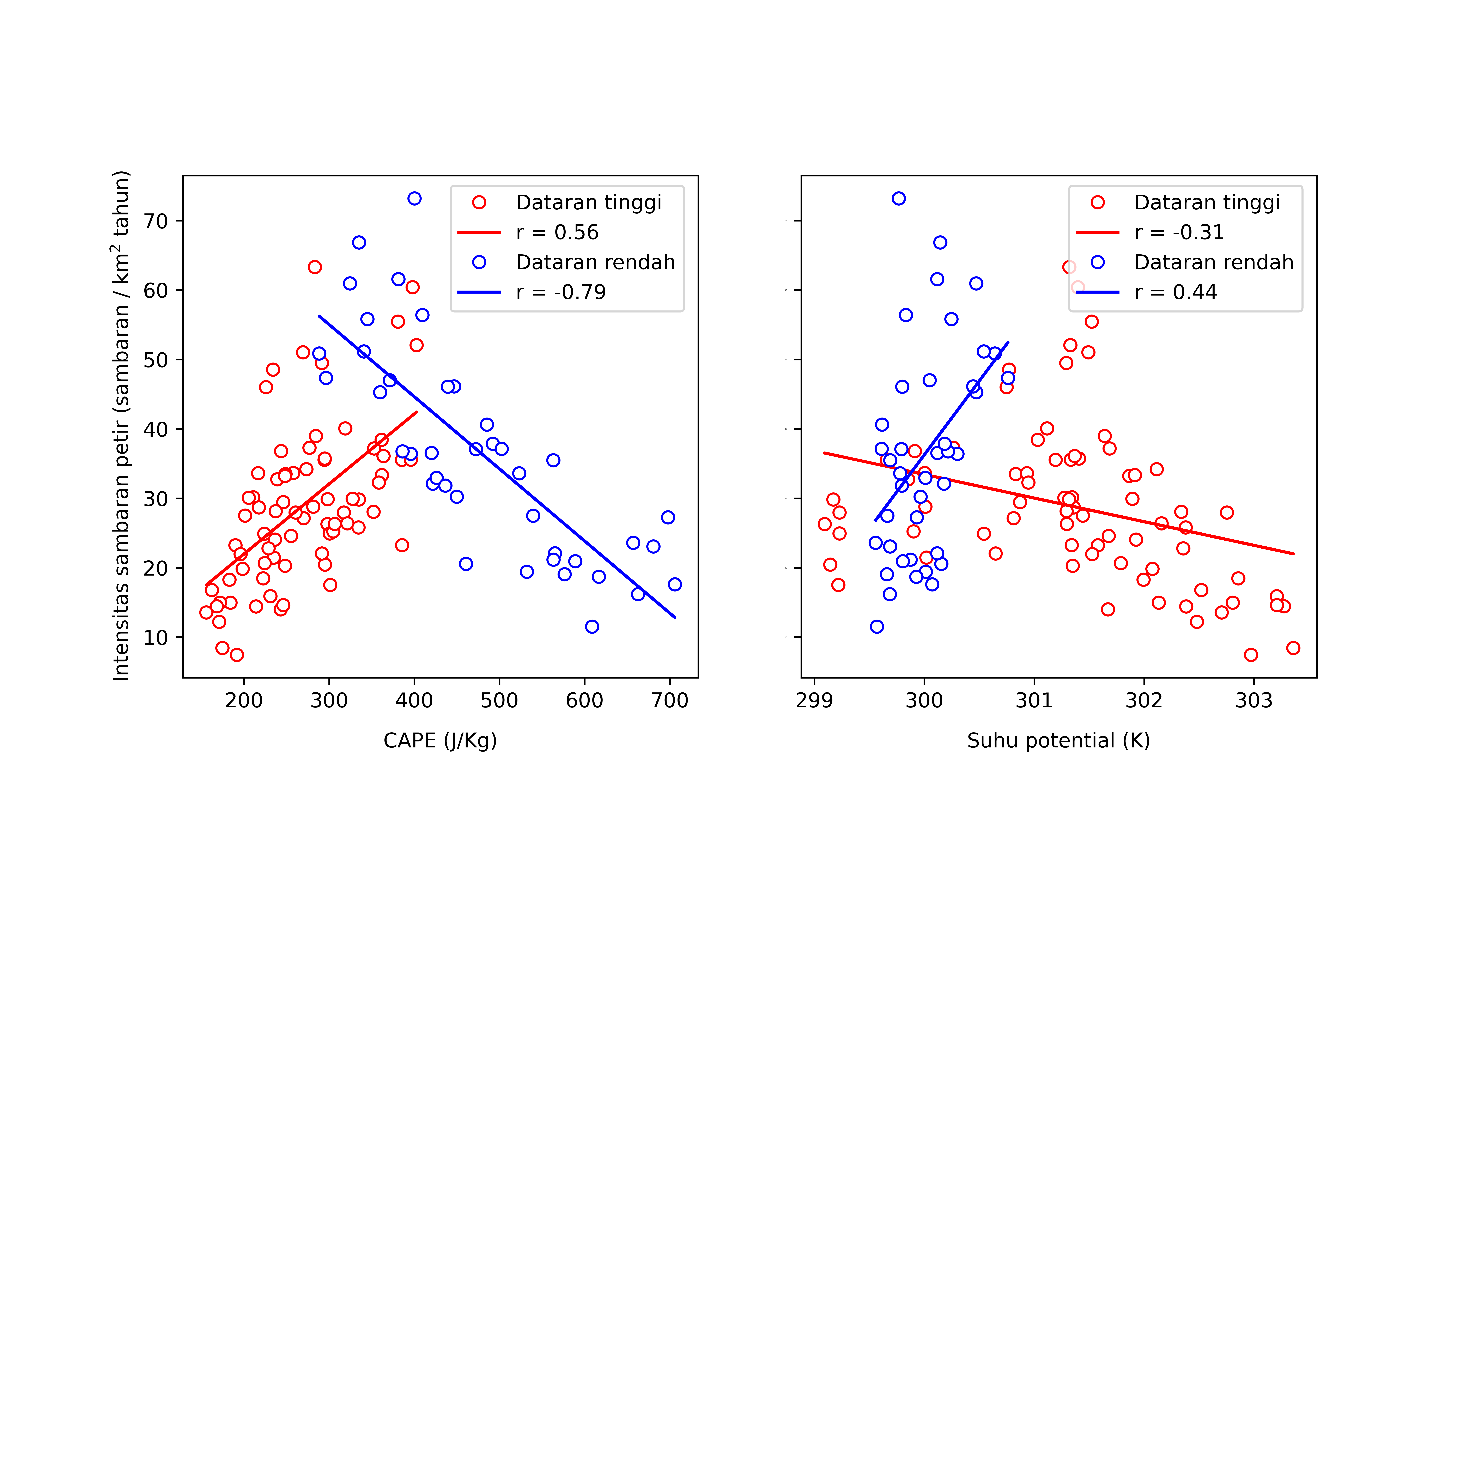 Intensitas sambaran petir (sambaran / km² tahun)
70
60
50
40
30
20
10
200 300 400 500 600 700
CAPE (J/Kg)
Dataran tinggi
r = 0.56
Dataran rendah
r = -0.79
Dataran tinggi
r = -0.31
Dataran rendah
r = 0.44
299 300 301 302 303
Suhu potential (K)